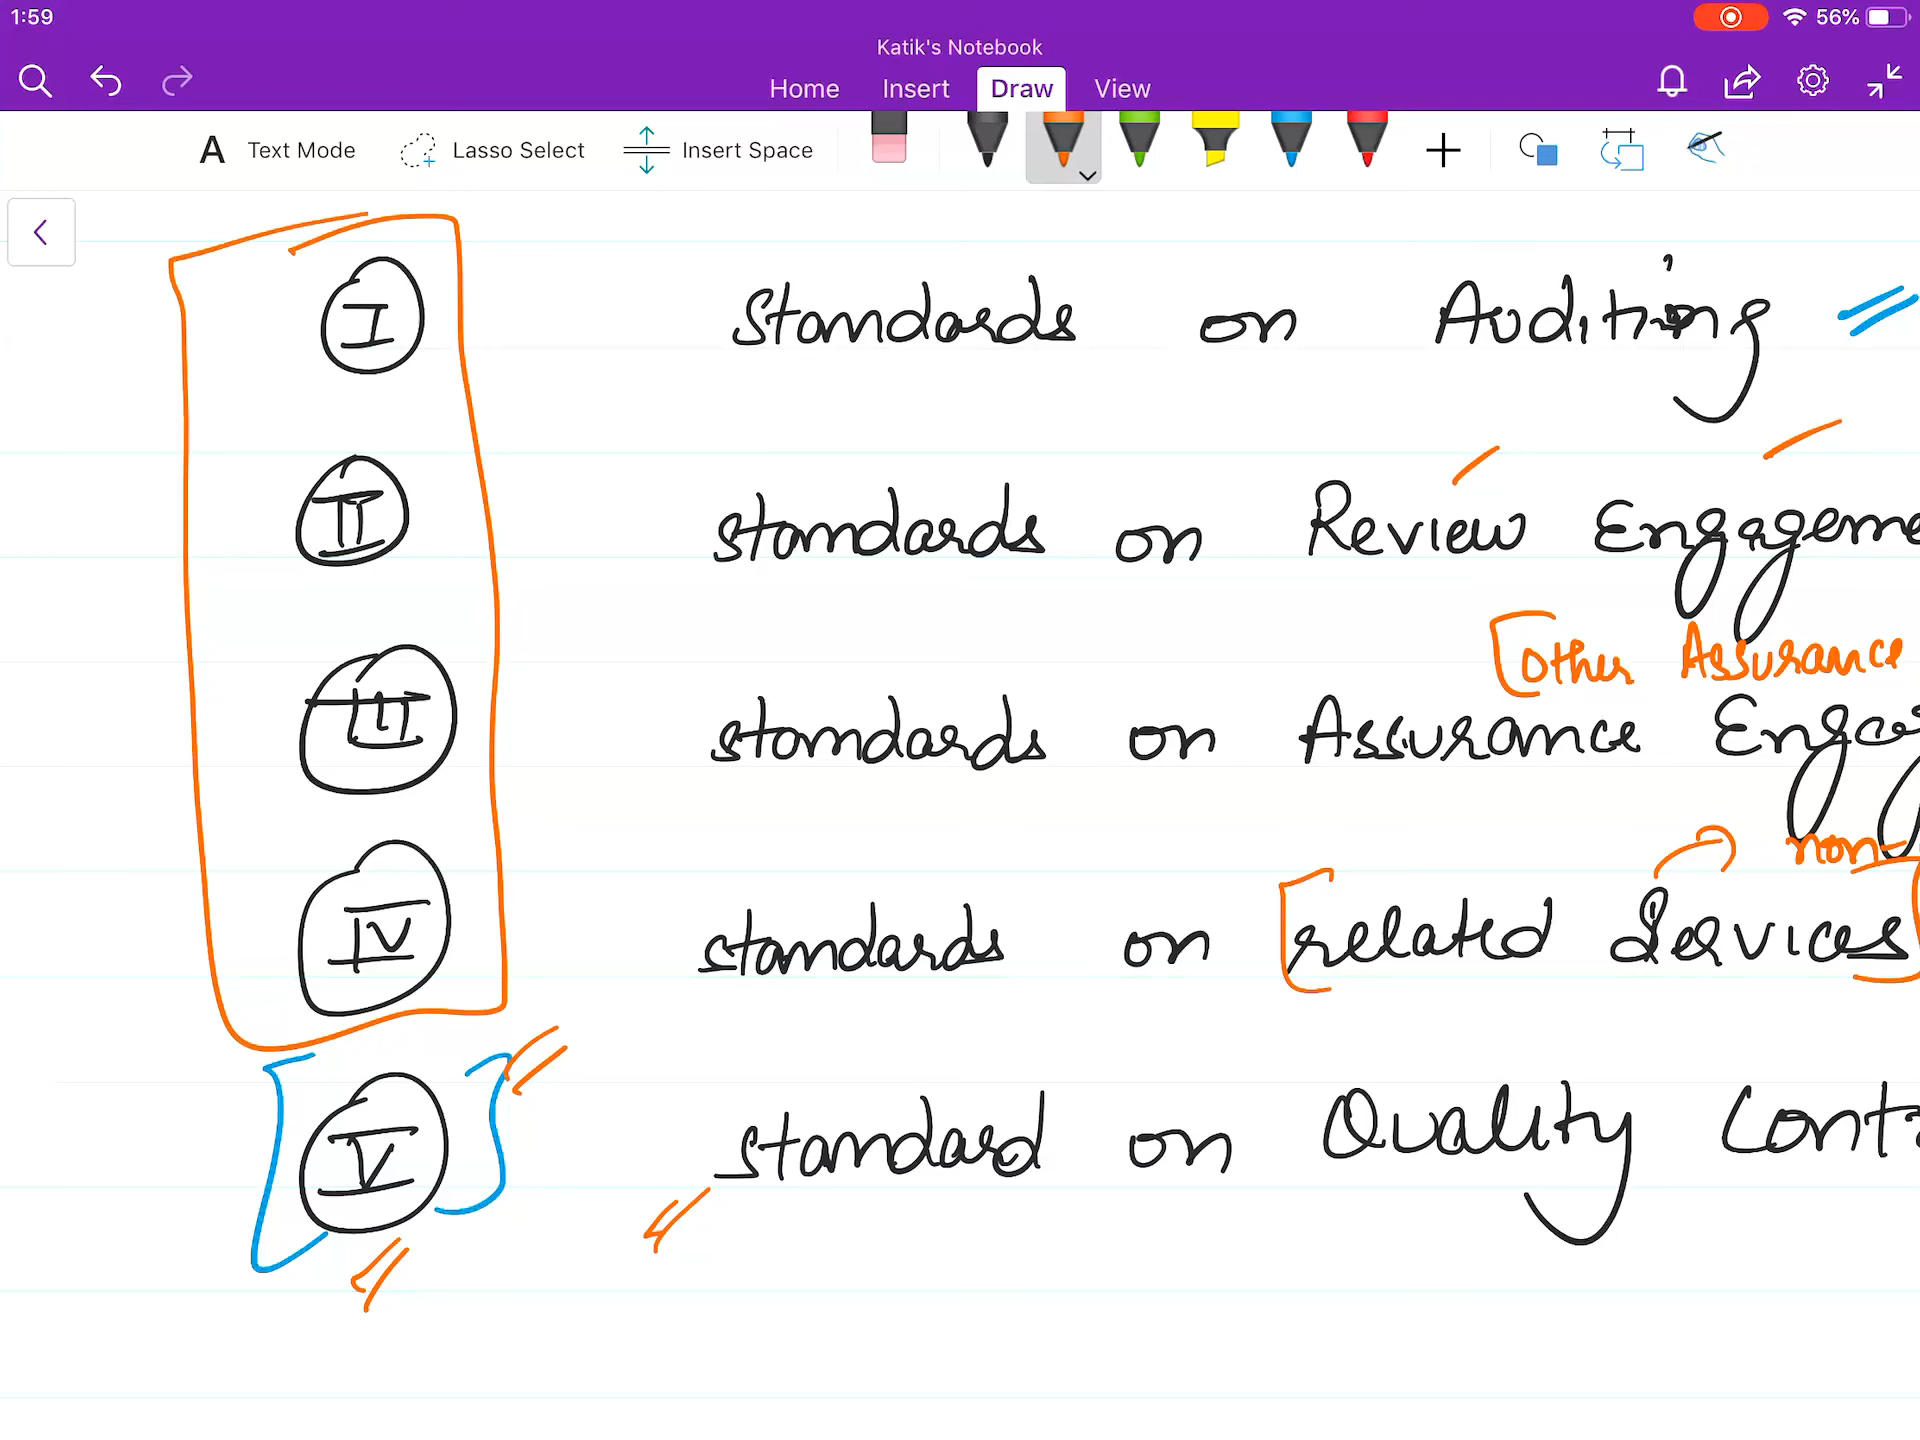 1:59
56%
Katik's Notebook
Home Insert Draw View
A Text Mode Lasso Select Insert Space
I Standards on Auditing
II standards on Review Engageme
other Assurance
III standards on Assurance Enga
non-
IV standards on related Services
V standard on Quality Cont